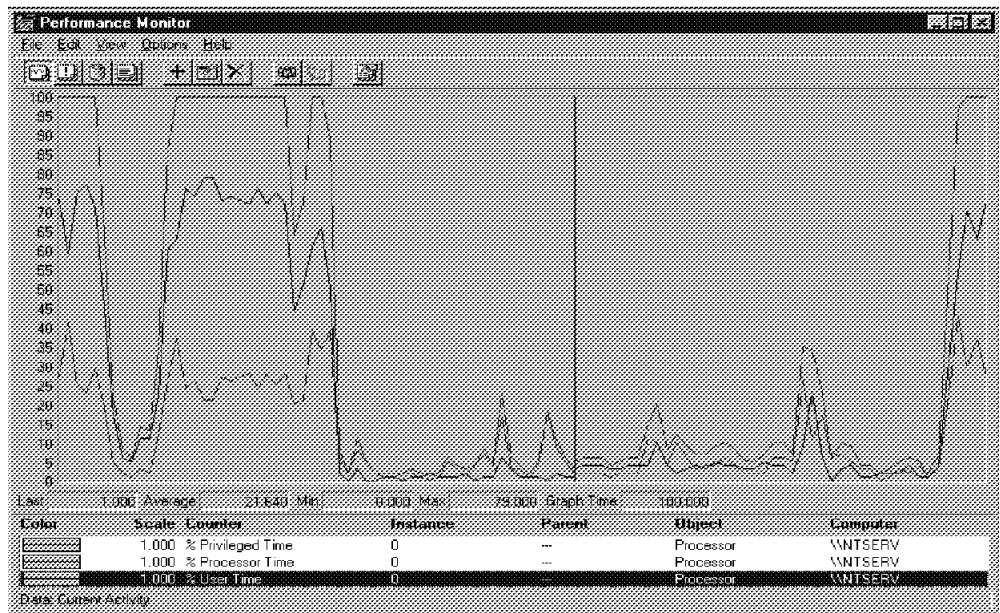 Performance Monitor
File Edit View Options Help
100
95
90
85
80
75
70
65
60
55
50
45
40
35
30
25
20
15
10
5
0
Last 1.000 Average 21.640 Min 0.000 Max 79.000 Graph Time 100.000
Color Scale Counter Instance Parent Object Computer
1.000 % Privileged Time 0 --- Processor \\NTSERV
1.000 % Processor Time 0 --- Processor \\NTSERV
1.000 % User Time 0 --- Processor \\NTSERV
Data: Current Activity